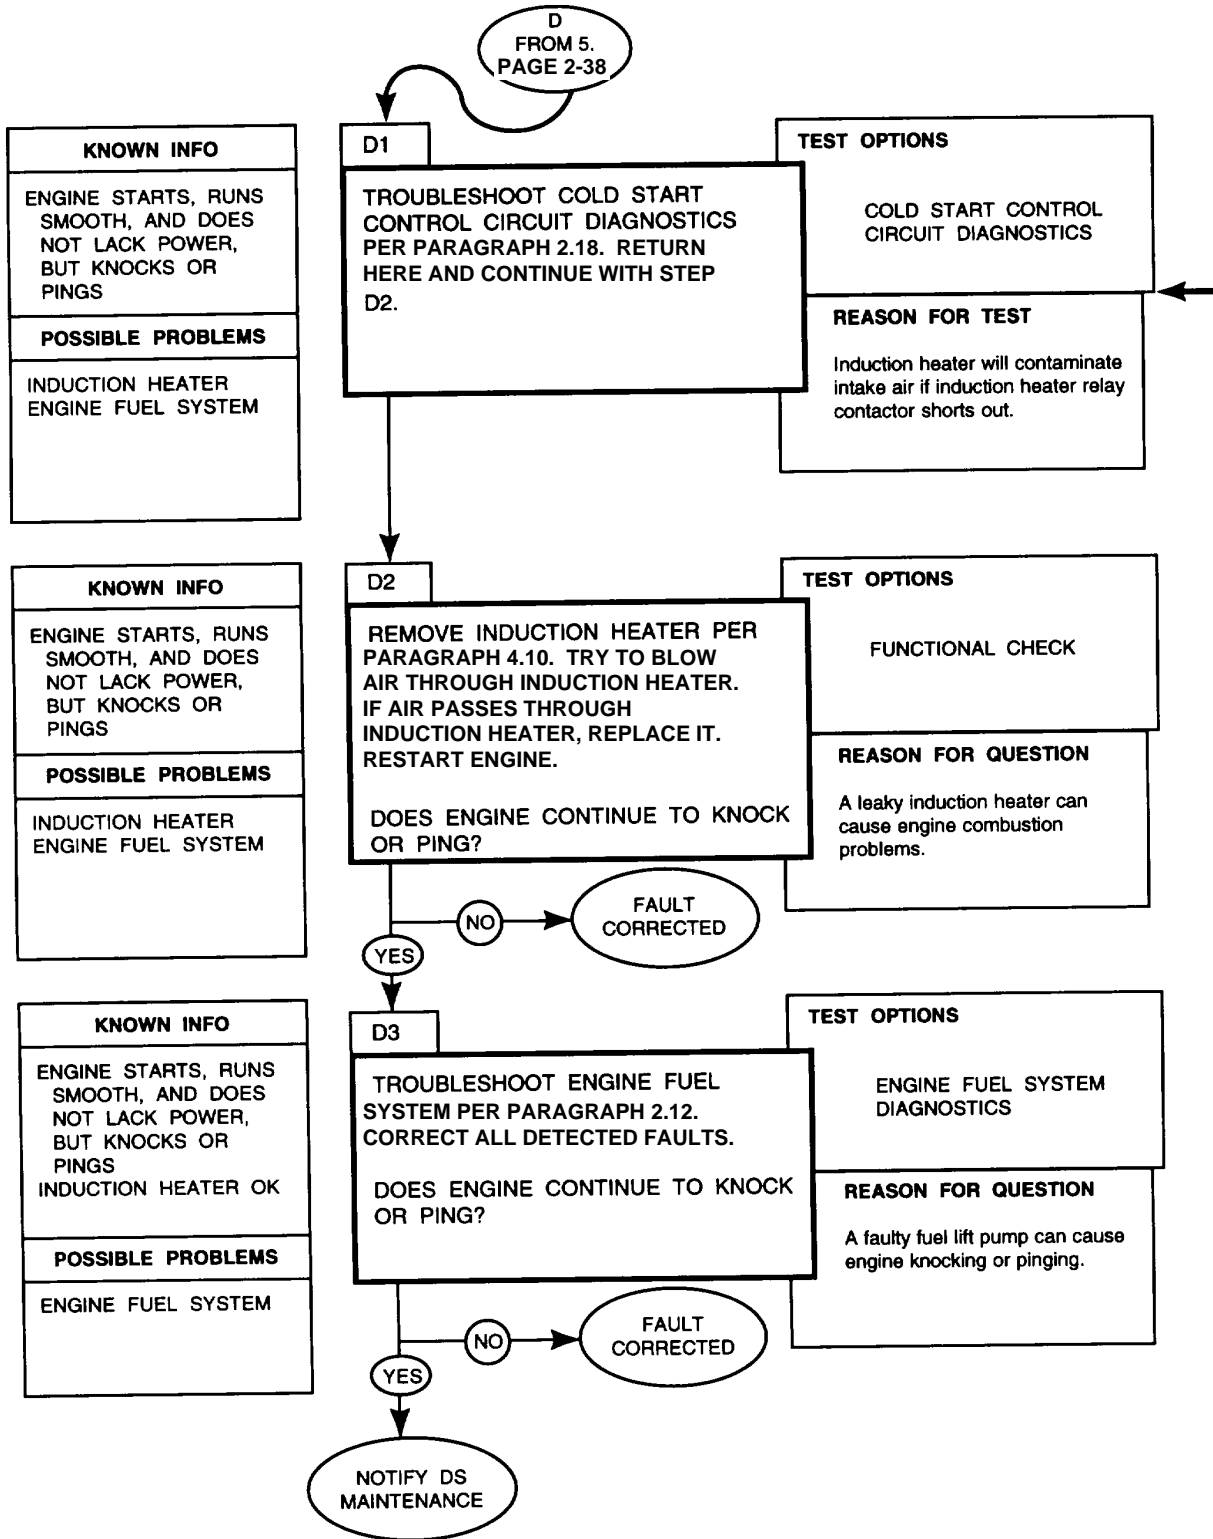 D
FROM 5.
PAGE 2-38
KNOWN INFO
ENGINE STARTS, RUNS
SMOOTH, AND DOES
NOT LACK POWER,
BUT KNOCKS OR
PINGS
POSSIBLE PROBLEMS
INDUCTION HEATER
ENGINE FUEL SYSTEM
D1
TROUBLESHOOT COLD START
CONTROL CIRCUIT DIAGNOSTICS
PER PARAGRAPH 2.18. RETURN
HERE AND CONTINUE WITH STEP
D2.
TEST OPTIONS
COLD START CONTROL
CIRCUIT DIAGNOSTICS
REASON FOR TEST
Induction heater will contaminate
intake air if induction heater relay
contactor shorts out.
KNOWN INFO
ENGINE STARTS, RUNS
SMOOTH, AND DOES
NOT LACK POWER,
BUT KNOCKS OR
PINGS
POSSIBLE PROBLEMS
INDUCTION HEATER
ENGINE FUEL SYSTEM
D2
REMOVE INDUCTION HEATER PER
PARAGRAPH 4.10. TRY TO BLOW
AIR THROUGH INDUCTION HEATER.
IF AIR PASSES THROUGH
INDUCTION HEATER, REPLACE IT.
RESTART ENGINE.
DOES ENGINE CONTINUE TO KNOCK
OR PING?
TEST OPTIONS
FUNCTIONAL CHECK
REASON FOR QUESTION
A leaky induction heater can
cause engine combustion
problems.
NO
FAULT
CORRECTED
YES
KNOWN INFO
ENGINE STARTS, RUNS
SMOOTH, AND DOES
NOT LACK POWER,
BUT KNOCKS OR
PINGS
INDUCTION HEATER OK
POSSIBLE PROBLEMS
ENGINE FUEL SYSTEM
D3
TROUBLESHOOT ENGINE FUEL
SYSTEM PER PARAGRAPH 2.12.
CORRECT ALL DETECTED FAULTS.
DOES ENGINE CONTINUE TO KNOCK
OR PING?
TEST OPTIONS
ENGINE FUEL SYSTEM
DIAGNOSTICS
REASON FOR QUESTION
A faulty fuel lift pump can cause
engine knocking or pinging.
NO
FAULT
CORRECTED
YES
NOTIFY DS
MAINTENANCE